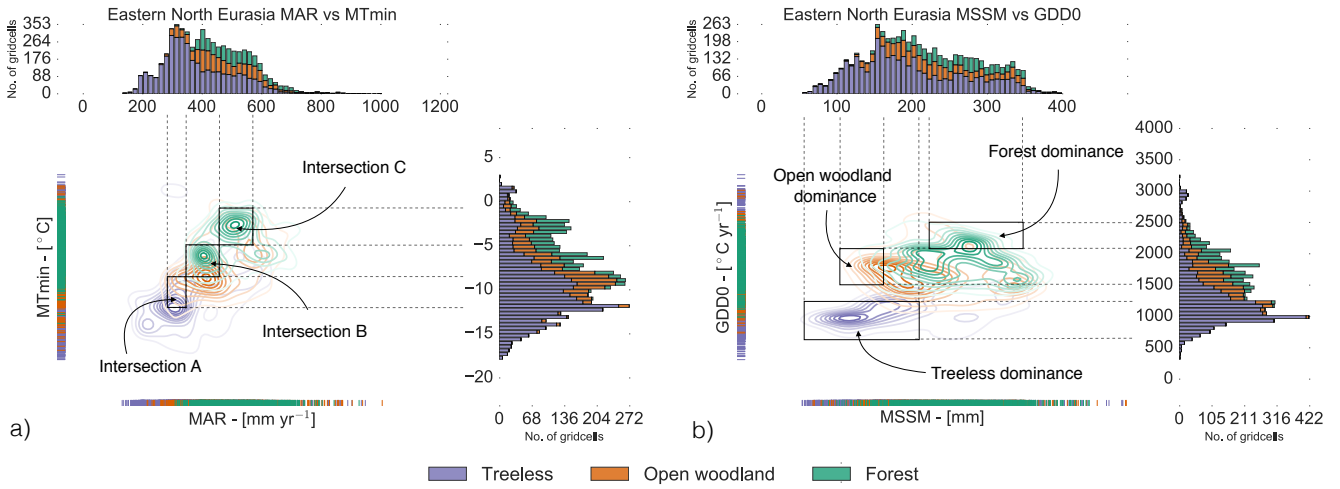 Eastern North Eurasia MAR vs MTmin
No. of gridcells
353
264
176
88
0
0
200
400
600
800
1000
1200
MTmin - [°C]
Intersection C
Intersection B
Intersection A
5
0
−5
−10
−15
−20
MAR - [mm yr−1]
0
68
136
204
272
No. of gridcells
a)
Eastern North Eurasia MSSM vs GDD0
No. of gridcells
263
198
132
66
0
0
100
200
300
400
GDD0 - [°C yr−1]
Forest dominance
Open woodland
dominance
Treeless dominance
4000
3500
3000
2500
2000
1500
1000
500
0
MSSM - [mm]
0
105
211
316
422
No. of gridcells
b)
Treeless
Open woodland
Forest